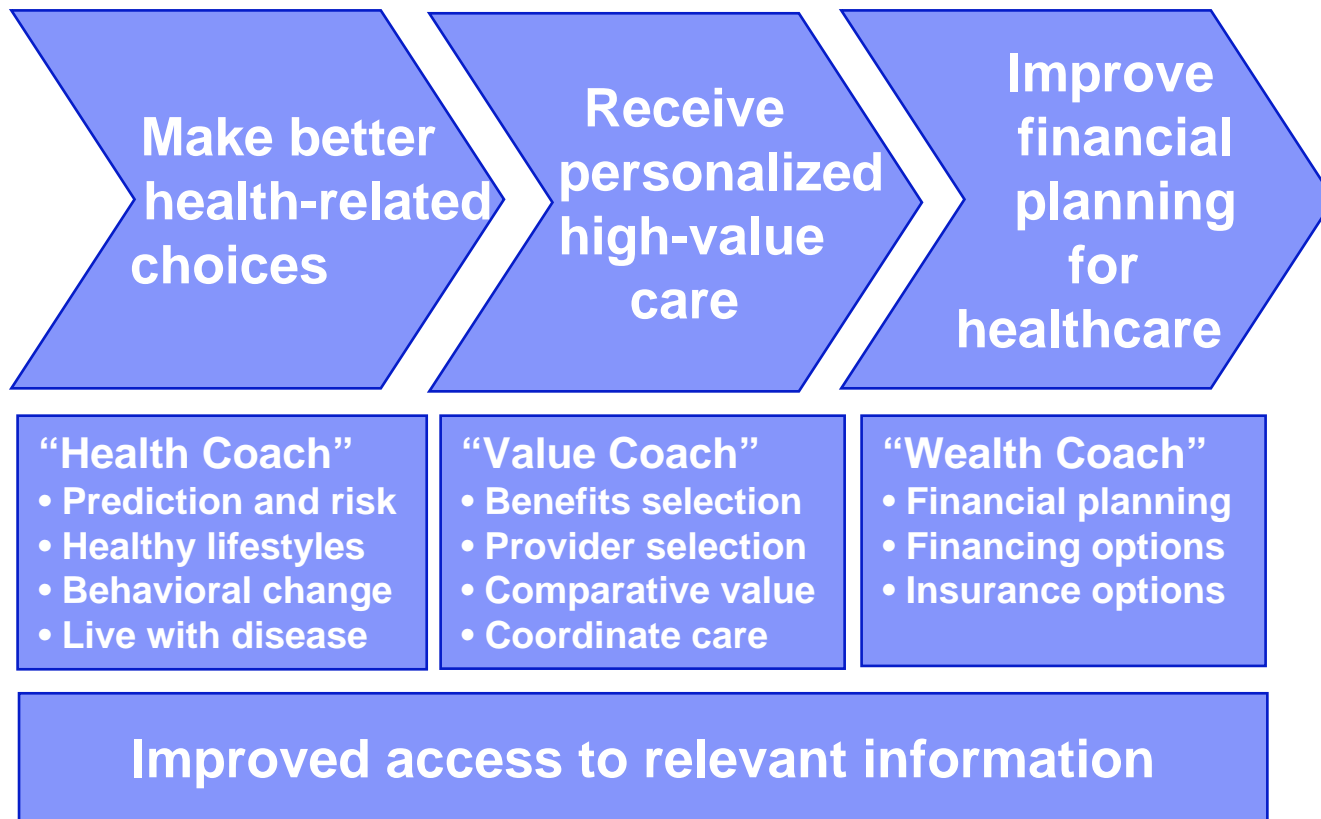 Make better
health-related
choices
Receive
personalized
high-value
care
Improve
financial
planning
for
healthcare
“Health Coach”
• Prediction and risk
• Healthy lifestyles
• Behavioral change
• Live with disease
“Value Coach”
• Benefits selection
• Provider selection
• Comparative value
• Coordinate care
“Wealth Coach”
• Financial planning
• Financing options
• Insurance options
Improved access to relevant information